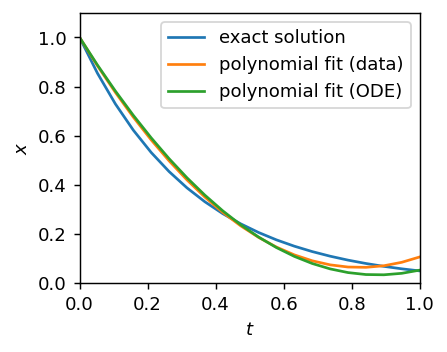 exact solution
polynomial fit (data)
polynomial fit (ODE)
x
1.0
0.8
0.6
0.4
0.2
0.0
0.0 0.2 0.4 0.6 0.8 1.0
t